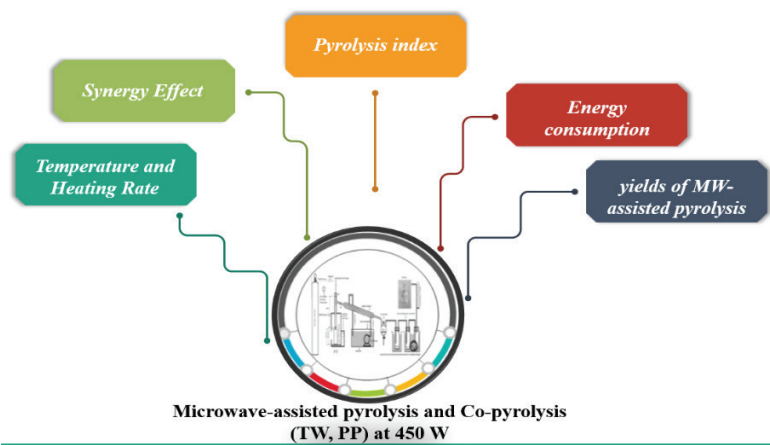 Pyrolysis index
Synergy Effect
Energy
consumption
Temperature and
Heating Rate
yields of MW-
assisted pyrolysis
Microwave-assisted pyrolysis and Co-pyrolysis
(TW, PP) at 450 W